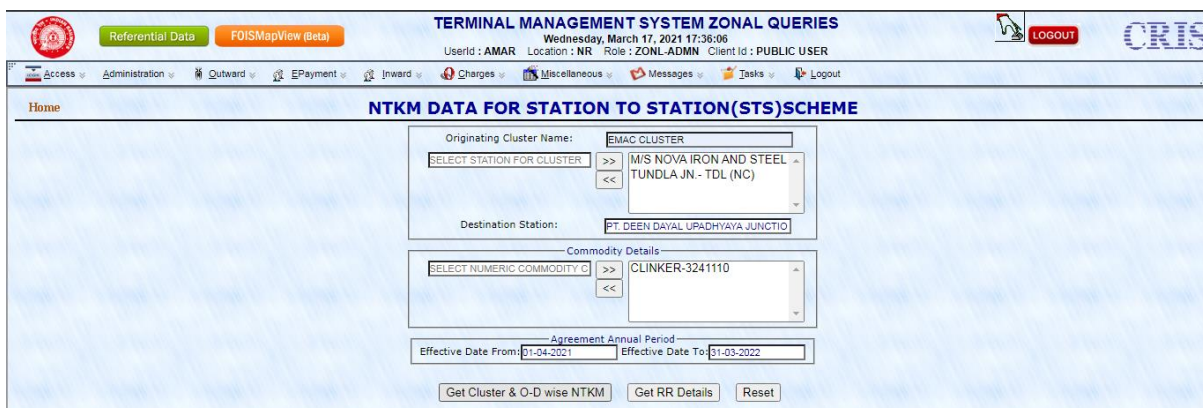 Referential Data
FOISMapView (Beta)
TERMINAL MANAGEMENT SYSTEM ZONAL QUERIES
Wednesday, March 17, 2021 17:36:06
UserId : AMAR Location : NR Role : ZONL-ADMN Client Id : PUBLIC USER
LOGOUT
CRIS
Access Administration Outward EPayment Inward Charges Miscellaneous Messages Tasks Logout
Home
NTKM DATA FOR STATION TO STATION(STS)SCHEME
Originating Cluster Name: EMAC CLUSTER
SELECT STATION FOR CLUSTER >> M/S NOVA IRON AND STEEL
<< TUNDLA JN.- TDL (NC)
Destination Station: PT. DEEN DAYAL UPADHYAYA JUNCTIO
Commodity Details
SELECT NUMERIC COMMODITY C >> CLINKER-3241110
<<
Agreement Annual Period
Effective Date From: 01-04-2021 Effective Date To: 31-03-2022
Get Cluster & O-D wise NTKM Get RR Details Reset